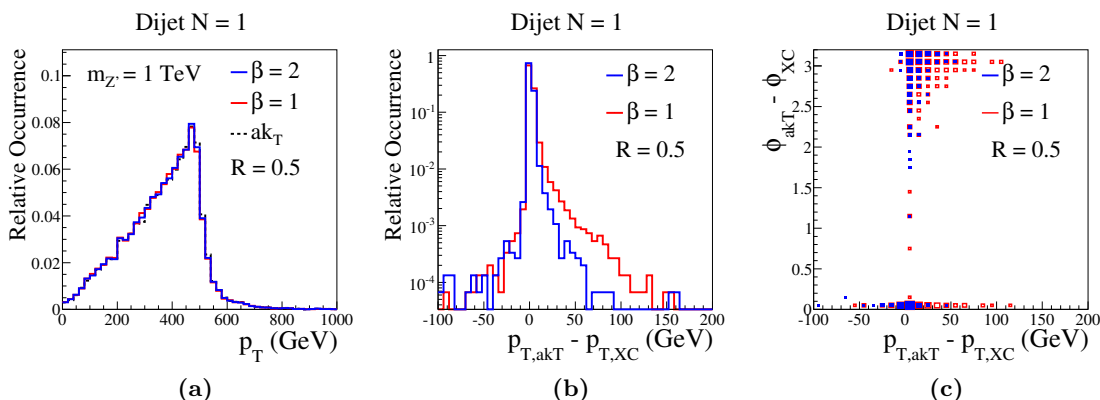 Dijet N = 1
Relative Occurrence
0.1
0.08
0.06
0.04
0.02
0
m_Z' = 1 TeV
β = 2
β = 1
ak_T
R = 0.5
0 200 400 600 800 1000
p_T (GeV)
(a)
Dijet N = 1
Relative Occurrence
1
10^-1
10^-2
10^-3
10^-4
β = 2
β = 1
R = 0.5
-100 -50 0 50 100 150 200
p_T,akT - p_T,XC (GeV)
(b)
Dijet N = 1
ϕ_akT - ϕ_XC
3
2.5
2
1.5
1
0.5
0
β = 2
β = 1
R = 0.5
-100 -50 0 50 100 150 200
p_T,akT - p_T,XC (GeV)
(c)